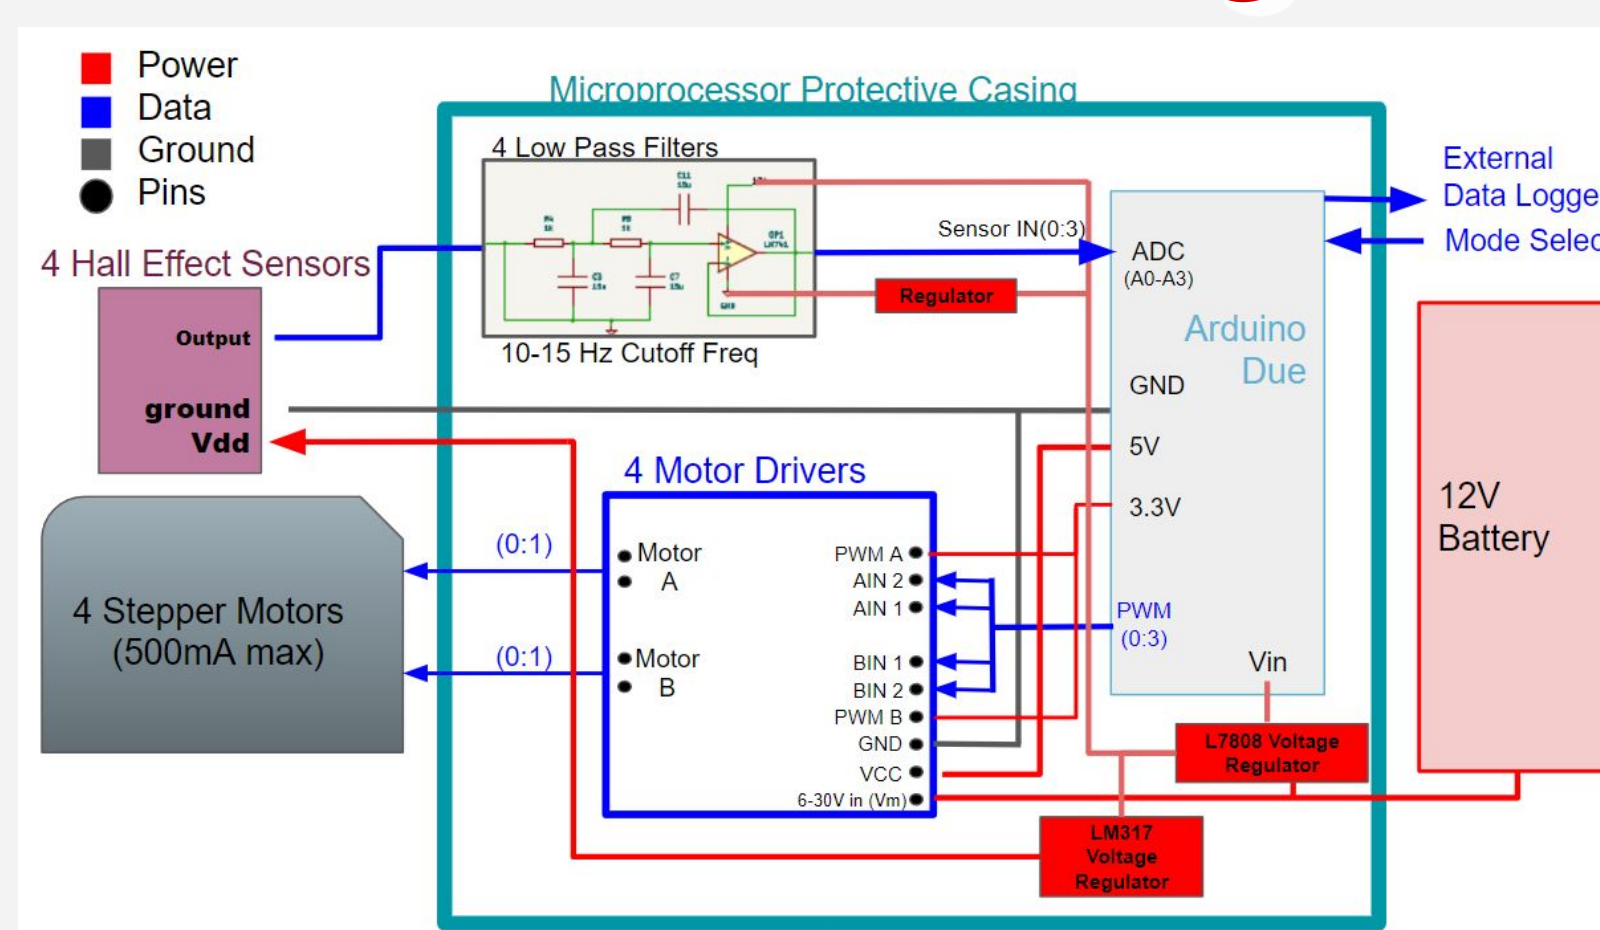 Power
Data
Ground
Pins
Microprocessor Protective Casing
4 Low Pass Filters
C11
GND
10-15 Hz Cutoff Freq
Sensor IN(0:3)
Regulator
External
Data Logge
Mode Selec
4 Hall Effect Sensors
Output
ground
Vdd
ADC
(A0-A3)
Arduino
Due
GND
5V
3.3V
PWM
(0:3)
Vin
12V
Battery
4 Motor Drivers
Motor
A
Motor
B
PWM A
AIN 2
AIN 1
BIN 1
BIN 2
PWM B
GND
VCC
6-30V in (Vm)
(0:1)
(0:1)
4 Stepper Motors
(500mA max)
L7808 Voltage
Regulator
LM317
Voltage
Regulator